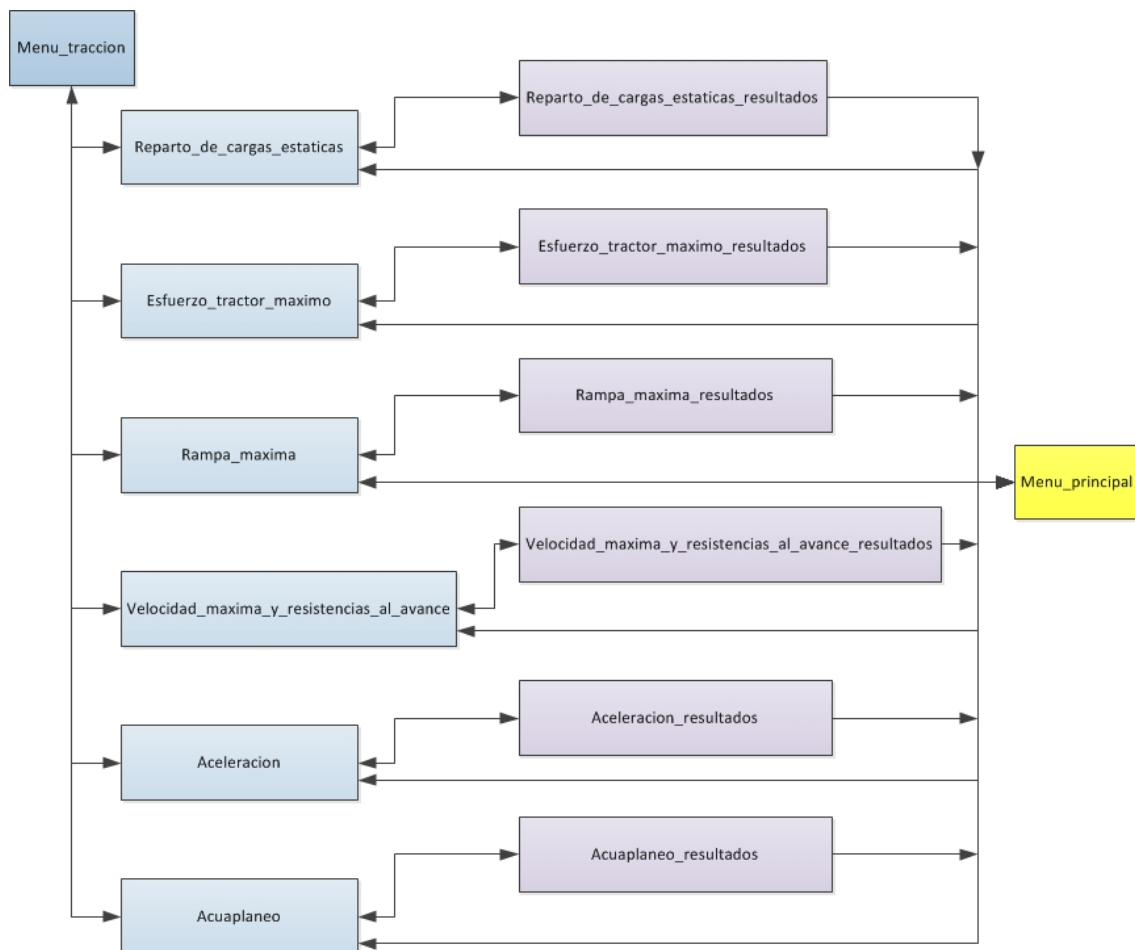 Menu_traccion
Reparto_de_cargas_estaticas_resultados
Reparto_de_cargas_estaticas
Esfuerzo_tractor_maximo_resultados
Esfuerzo_tractor_maximo
Rampa_maxima_resultados
Rampa_maxima
Menu_principal
Velocidad_maxima_y_resistencias_al_avance_resultados
Velocidad_maxima_y_resistencias_al_avance
Aceleracion_resultados
Aceleracion
Acuaplaneo_resultados
Acuaplaneo